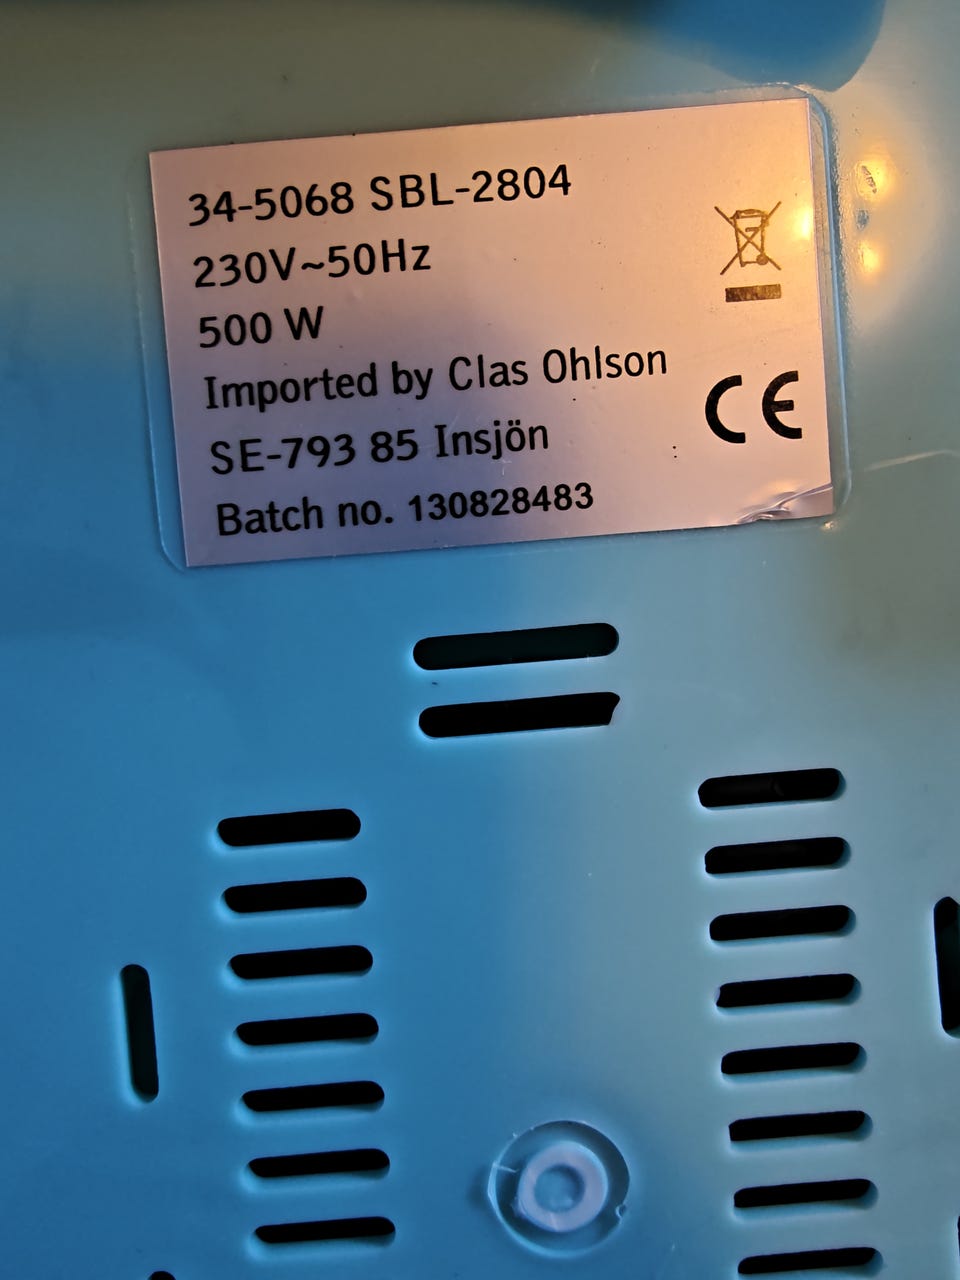 34-5068 SBL-2804
230V~50Hz
500 W
Imported by Clas Ohlson
SE-793 85 Insjön
Batch no. 130828483
CE